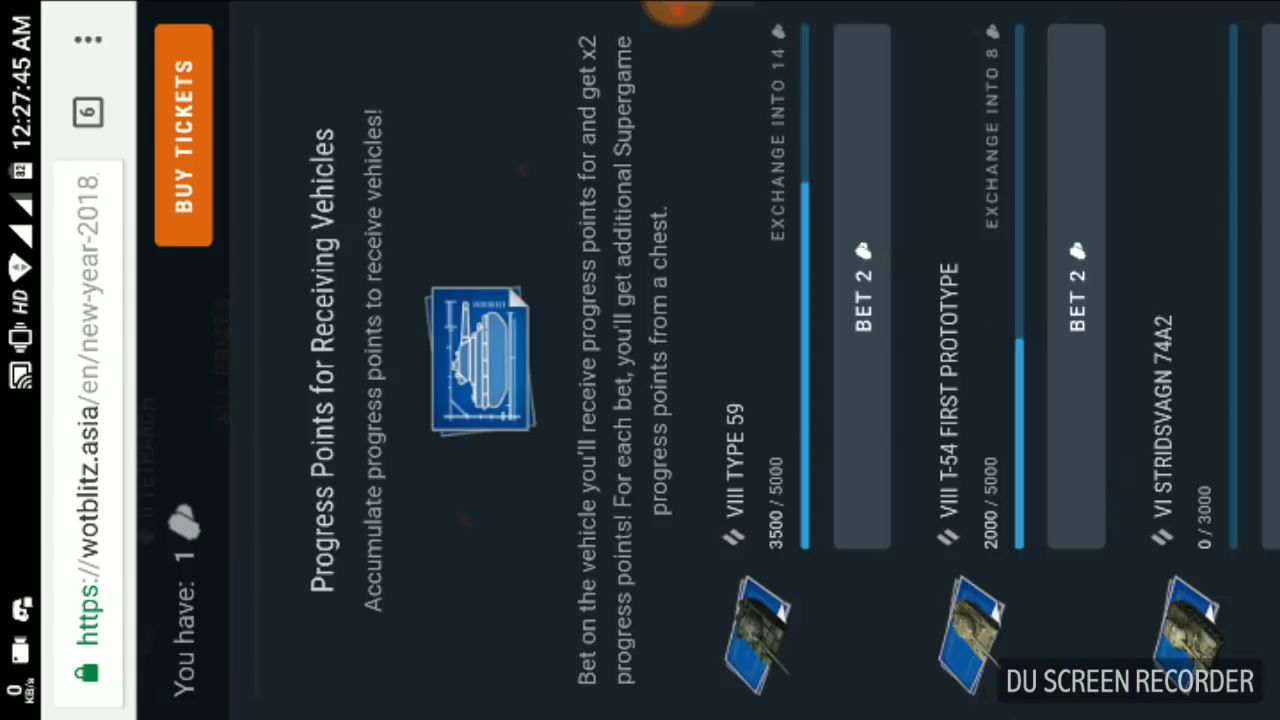 0
KB/s
HD
82
12:27:45 AM
https://wotblitz.asia/en/new-year-2018
6
You have: 1
BUY TICKETS
Progress Points for Receiving Vehicles
Accumulate progress points to receive vehicles!
Bet on the vehicle you'll receive progress points for and get x2
progress points! For each bet, you'll get additional Supergame
progress points from a chest.
VIII TYPE 59
3500 / 5000
EXCHANGE INTO 14
BET 2
VIII T-54 FIRST PROTOTYPE
2000 / 5000
EXCHANGE INTO 8
BET 2
VI STRIDSVAGN 74A2
0 / 3000
DU SCREEN RECORDER